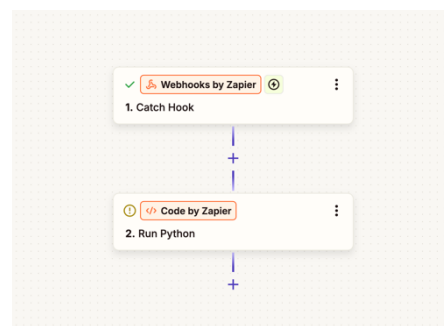 Webhooks by Zapier
1. Catch Hook
Code by Zapier
2. Run Python